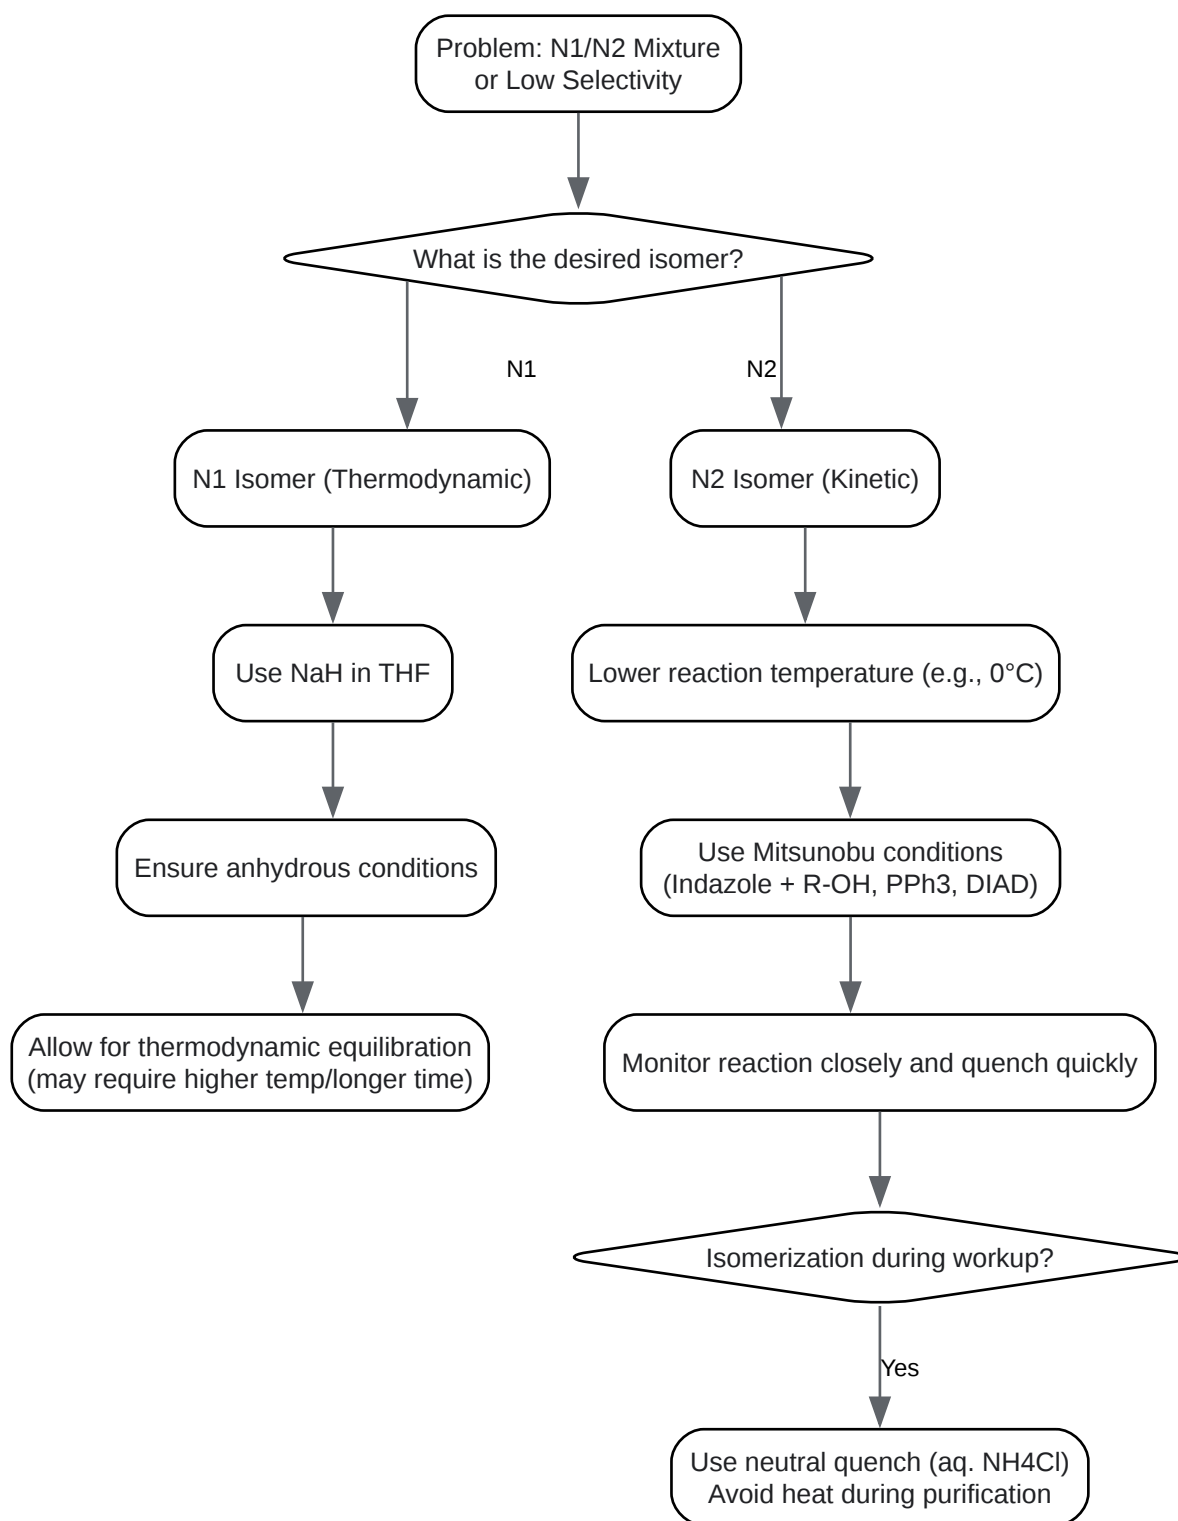 Problem: N1/N2 Mixture
or Low Selectivity
What is the desired isomer?
N1
N2
N1 Isomer (Thermodynamic)
N2 Isomer (Kinetic)
Use NaH in THF
Lower reaction temperature (e.g., 0°C)
Ensure anhydrous conditions
Use Mitsunobu conditions
(Indazole + R-OH, PPh3, DIAD)
Allow for thermodynamic equilibration
(may require higher temp/longer time)
Monitor reaction closely and quench quickly
Isomerization during workup?
Yes
Use neutral quench (aq. NH4Cl)
Avoid heat during purification